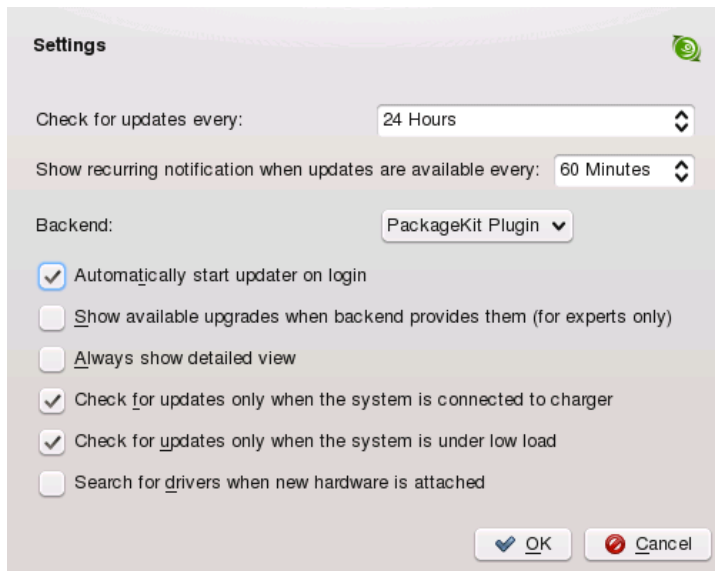 Settings
Check for updates every: 24 Hours
Show recurring notification when updates are available every: 60 Minutes
Backend: PackageKit Plugin
Automatically start updater on login
Show available upgrades when backend provides them (for experts only)
Always show detailed view
Check for updates only when the system is connected to charger
Check for updates only when the system is under low load
Search for drivers when new hardware is attached
OK Cancel